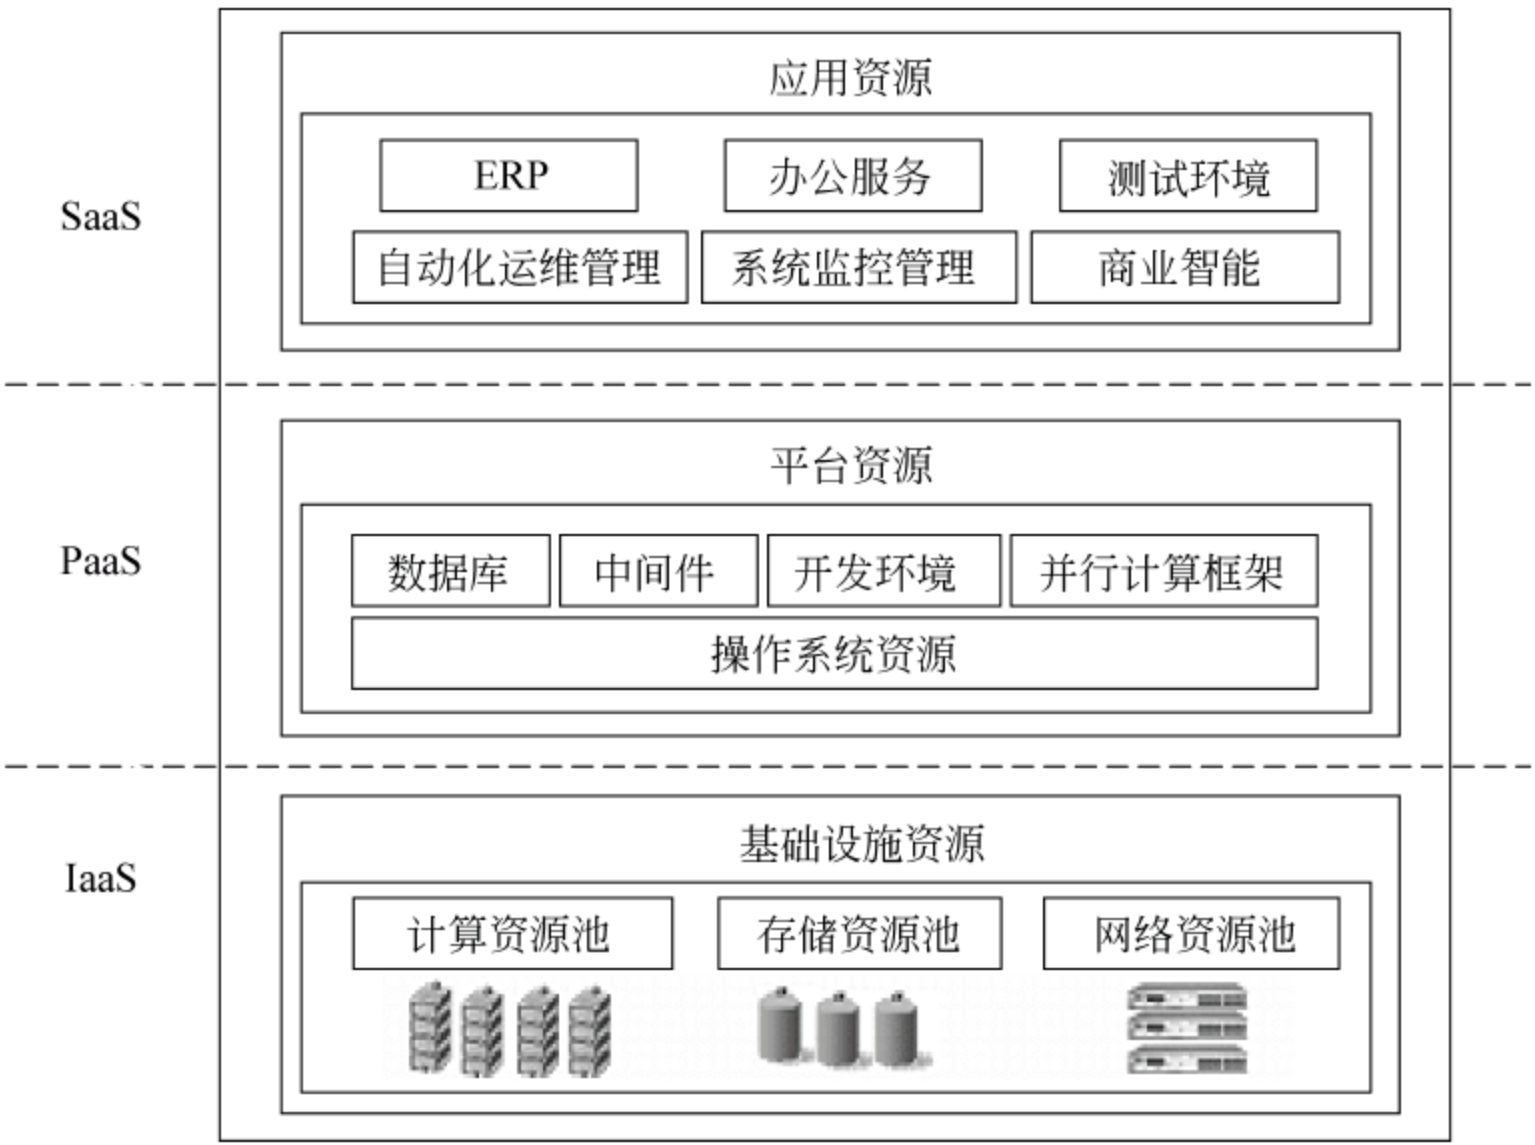 应用资源
ERP
办公服务
测试环境
SaaS
自动化运维管理
系统监控管理
商业智能
平台资源
PaaS
数据库
中间件
开发环境
并行计算框架
操作系统资源
基础设施资源
IaaS
计算资源池
存储资源池
网络资源池